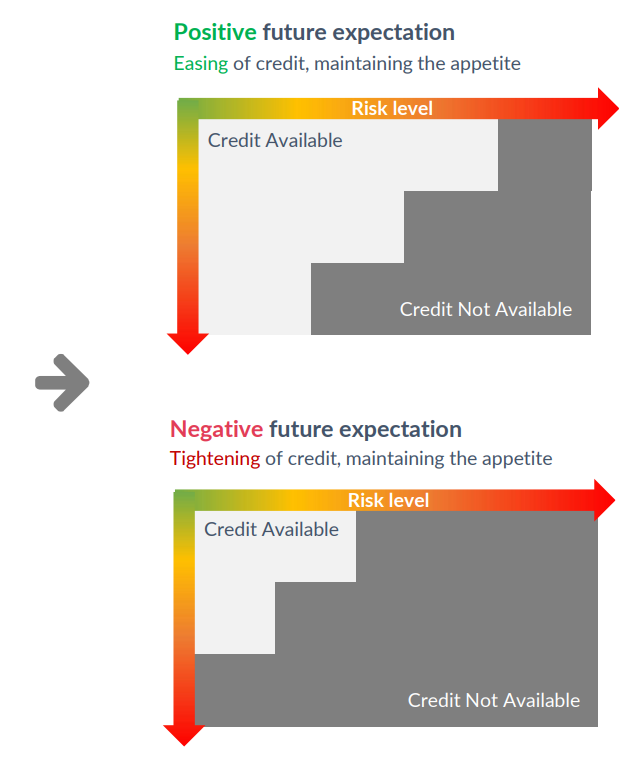 Positive future expectation
Easing of credit, maintaining the appetite
Risk level
Credit Available
Credit Not Available
Negative future expectation
Tightening of credit, maintaining the appetite
Risk level
Credit Available
Credit Not Available